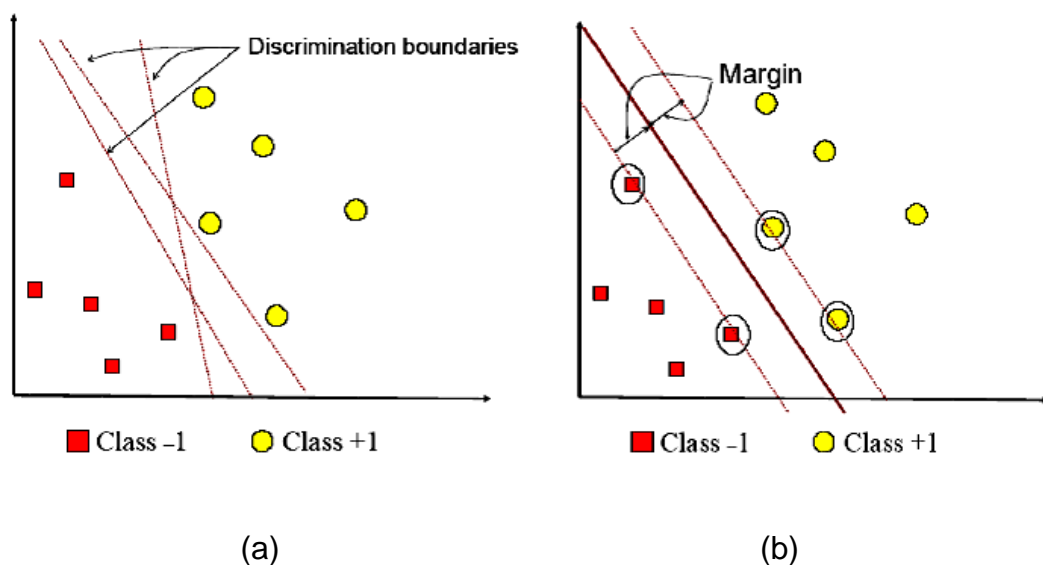 Discrimination boundaries
Margin
Class –1
Class +1
Class –1
Class +1
(a)
(b)